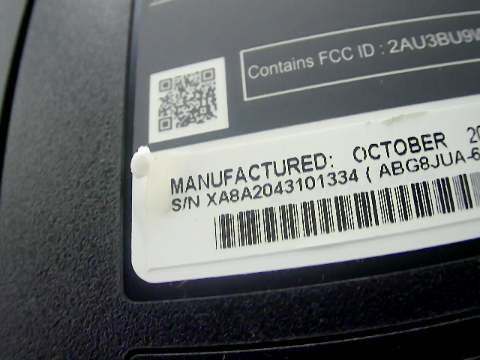 Contains FCC ID : 2AU3BU9
MANUFACTURED: OCTOBER 20
S/N XA8A2043101334 ( ABG8JUA-6